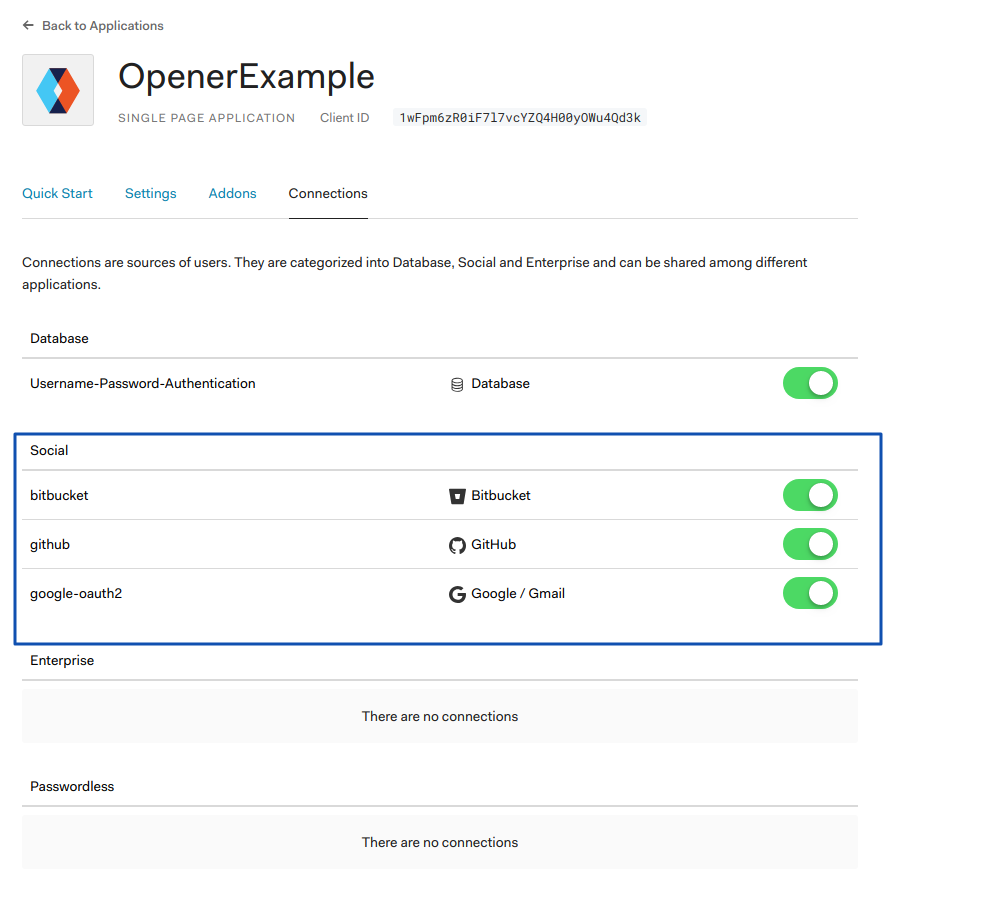 Back to Applications
OpenerExample
SINGLE PAGE APPLICATION Client ID 1wFpm6zR0iF7l7vcYZQ4H00yOWu4Qd3k
Quick Start Settings Addons Connections
Connections are sources of users. They are categorized into Database, Social and Enterprise and can be shared among different
applications.
Database
Username-Password-Authentication Database
Social
bitbucket Bitbucket
github GitHub
google-oauth2 Google / Gmail
Enterprise
There are no connections
Passwordless
There are no connections